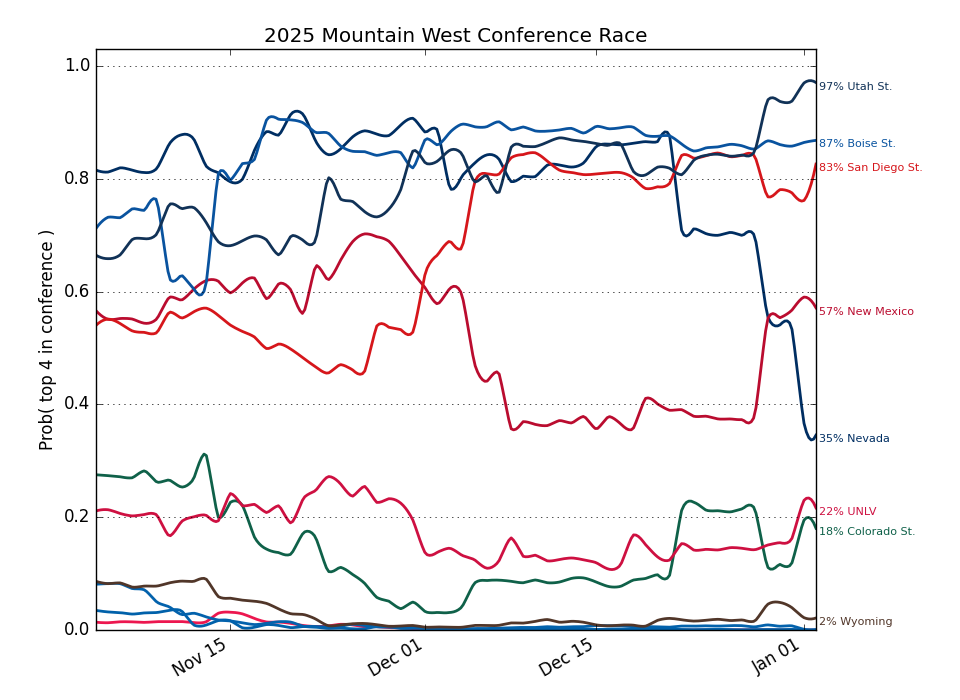 2025 Mountain West Conference Race
Prob( top 4 in conference )
1.0
0.8
0.6
0.4
0.2
0.0
97% Utah St.
87% Boise St.
83% San Diego St.
57% New Mexico
35% Nevada
22% UNLV
18% Colorado St.
2% Wyoming
Nov 15
Dec 01
Dec 15
Jan 01